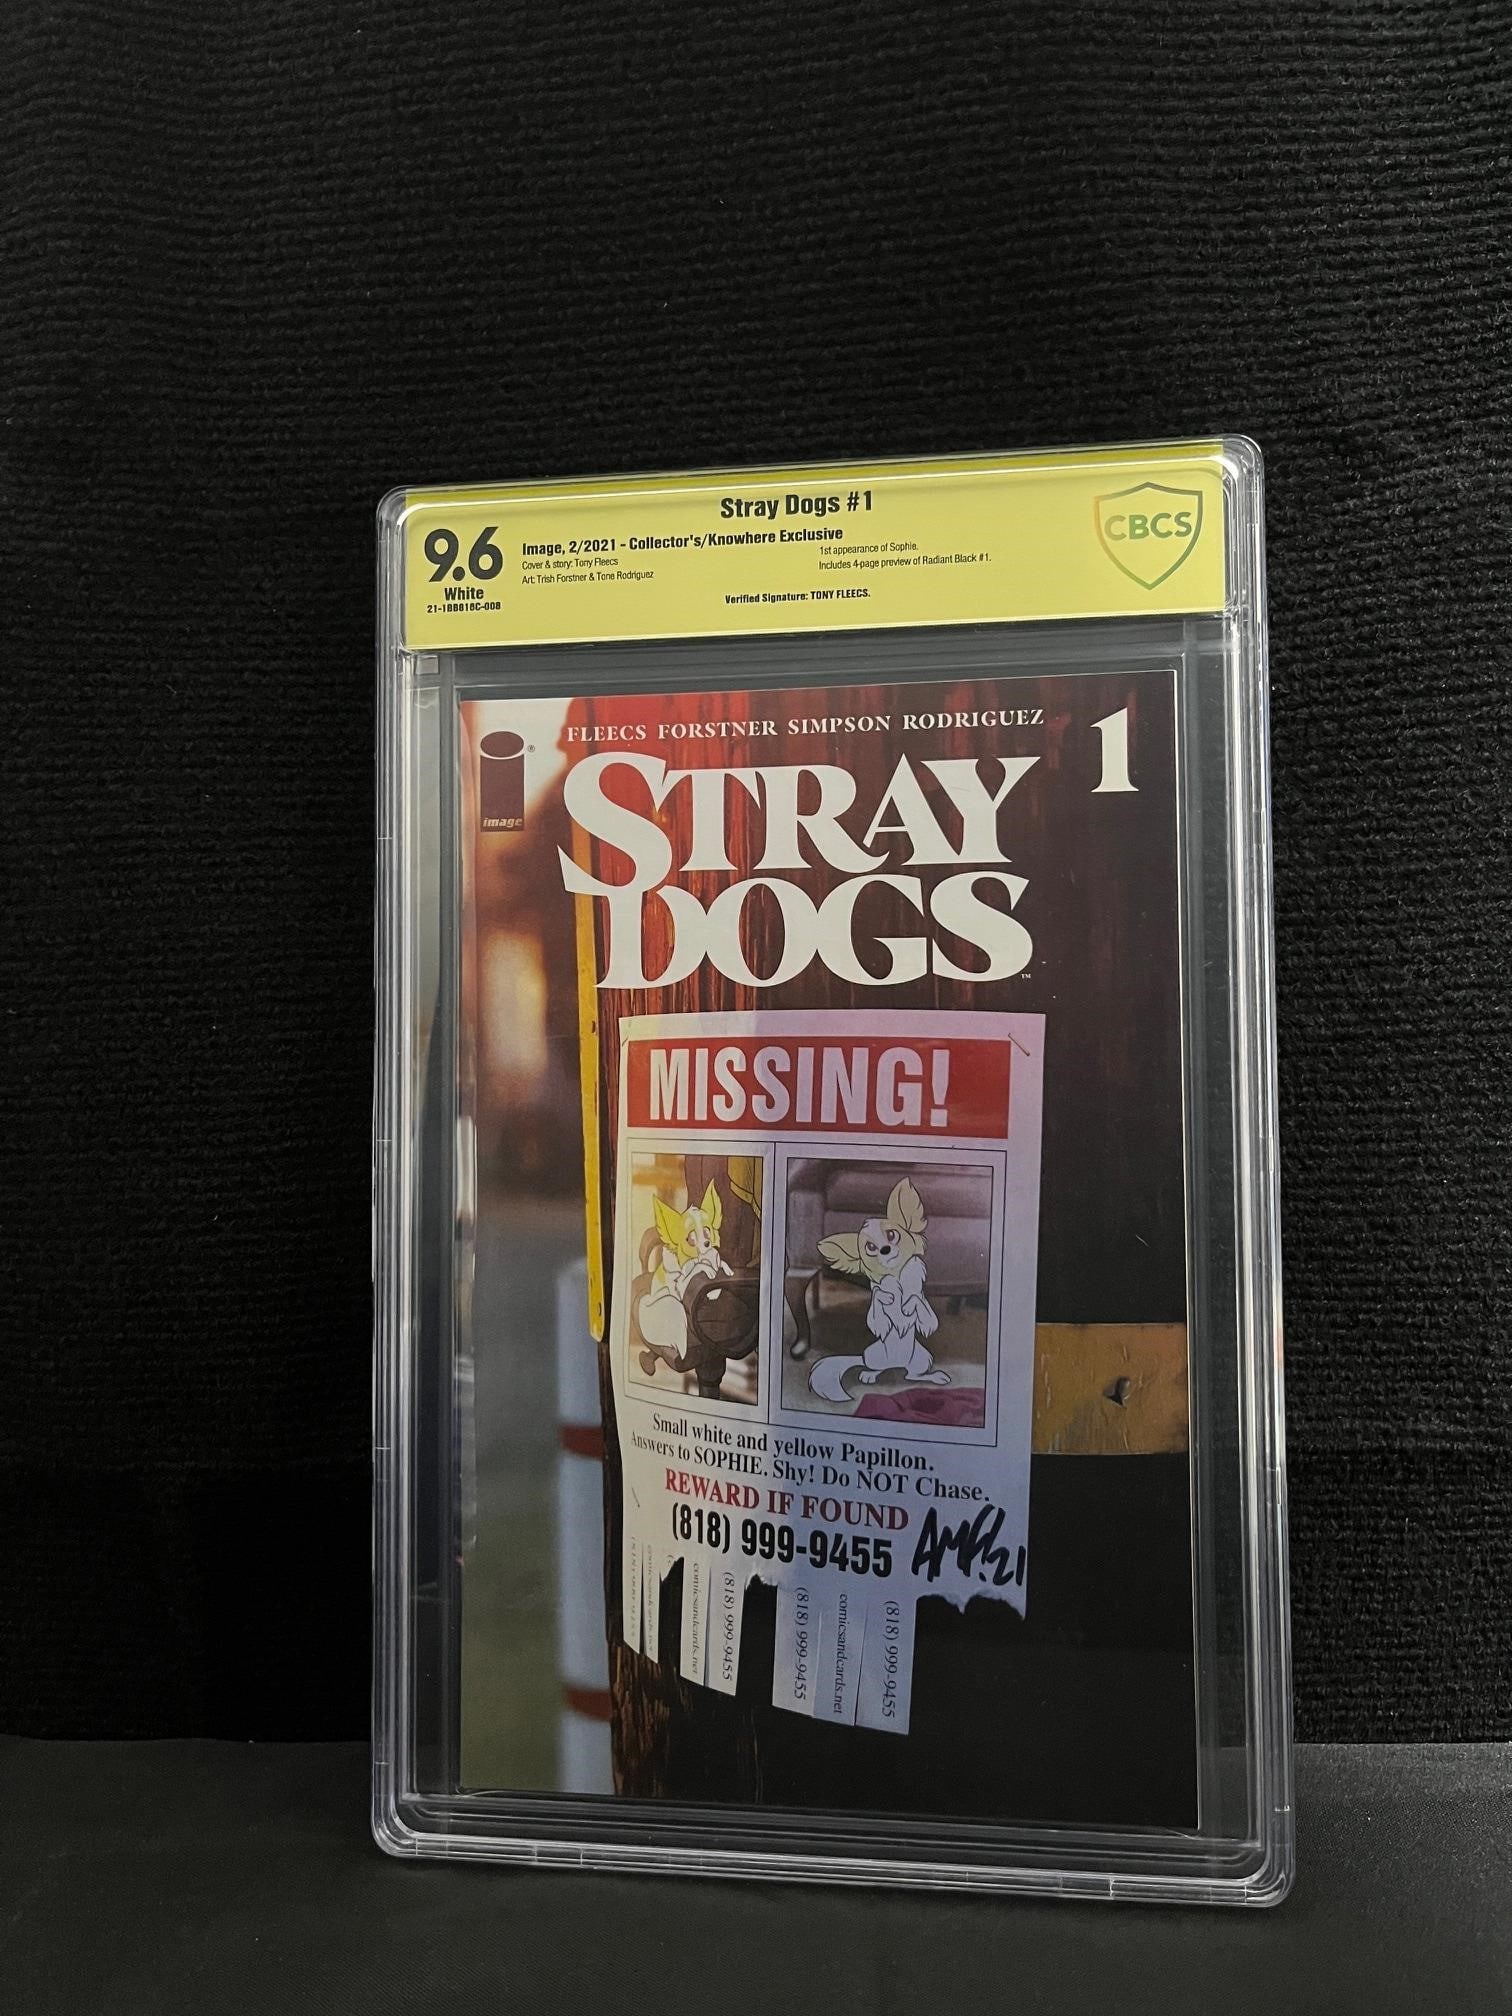 Stray Dogs #1
9.6
White
21-1BB816C-008
Image, 2/2021 - Collector's/Knowhere Exclusive
Cover & story: Tony Fleecs
Art: Trish Forstner & Tone Rodriguez
1st appearance of Sophie.
Includes 4-page preview of Radiant Black #1.
Verified Signature: TONY FLEECS.
CBCS
FLEECS FORSTNER SIMPSON RODRIGUEZ
1
image
®
STRAY
DOGS
™
MISSING!
Small white and yellow Papillon.
Answers to SOPHIE. Shy! Do NOT Chase.
REWARD IF FOUND
(818) 999-9455
comicsandcards.net
(818) 999-9455
(818) 999-9455
comicsandcards.net
(818) 999-9455